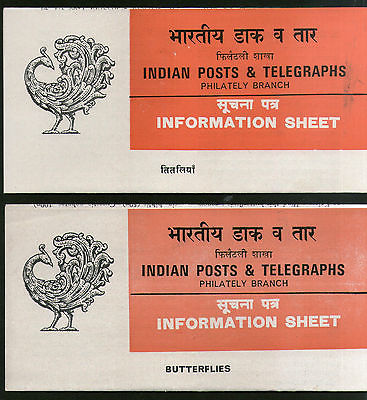 भारतीय डाक व तार
फिलैटली शाखा
INDIAN POSTS & TELEGRAPHS
PHILATELY BRANCH
सूचना पत्र
INFORMATION SHEET
तितलियाँ
भारतीय डाक व तार
फिलैटली शाखा
INDIAN POSTS & TELEGRAPHS
PHILATELY BRANCH
सूचना पत्र
INFORMATION SHEET
BUTTERFLIES